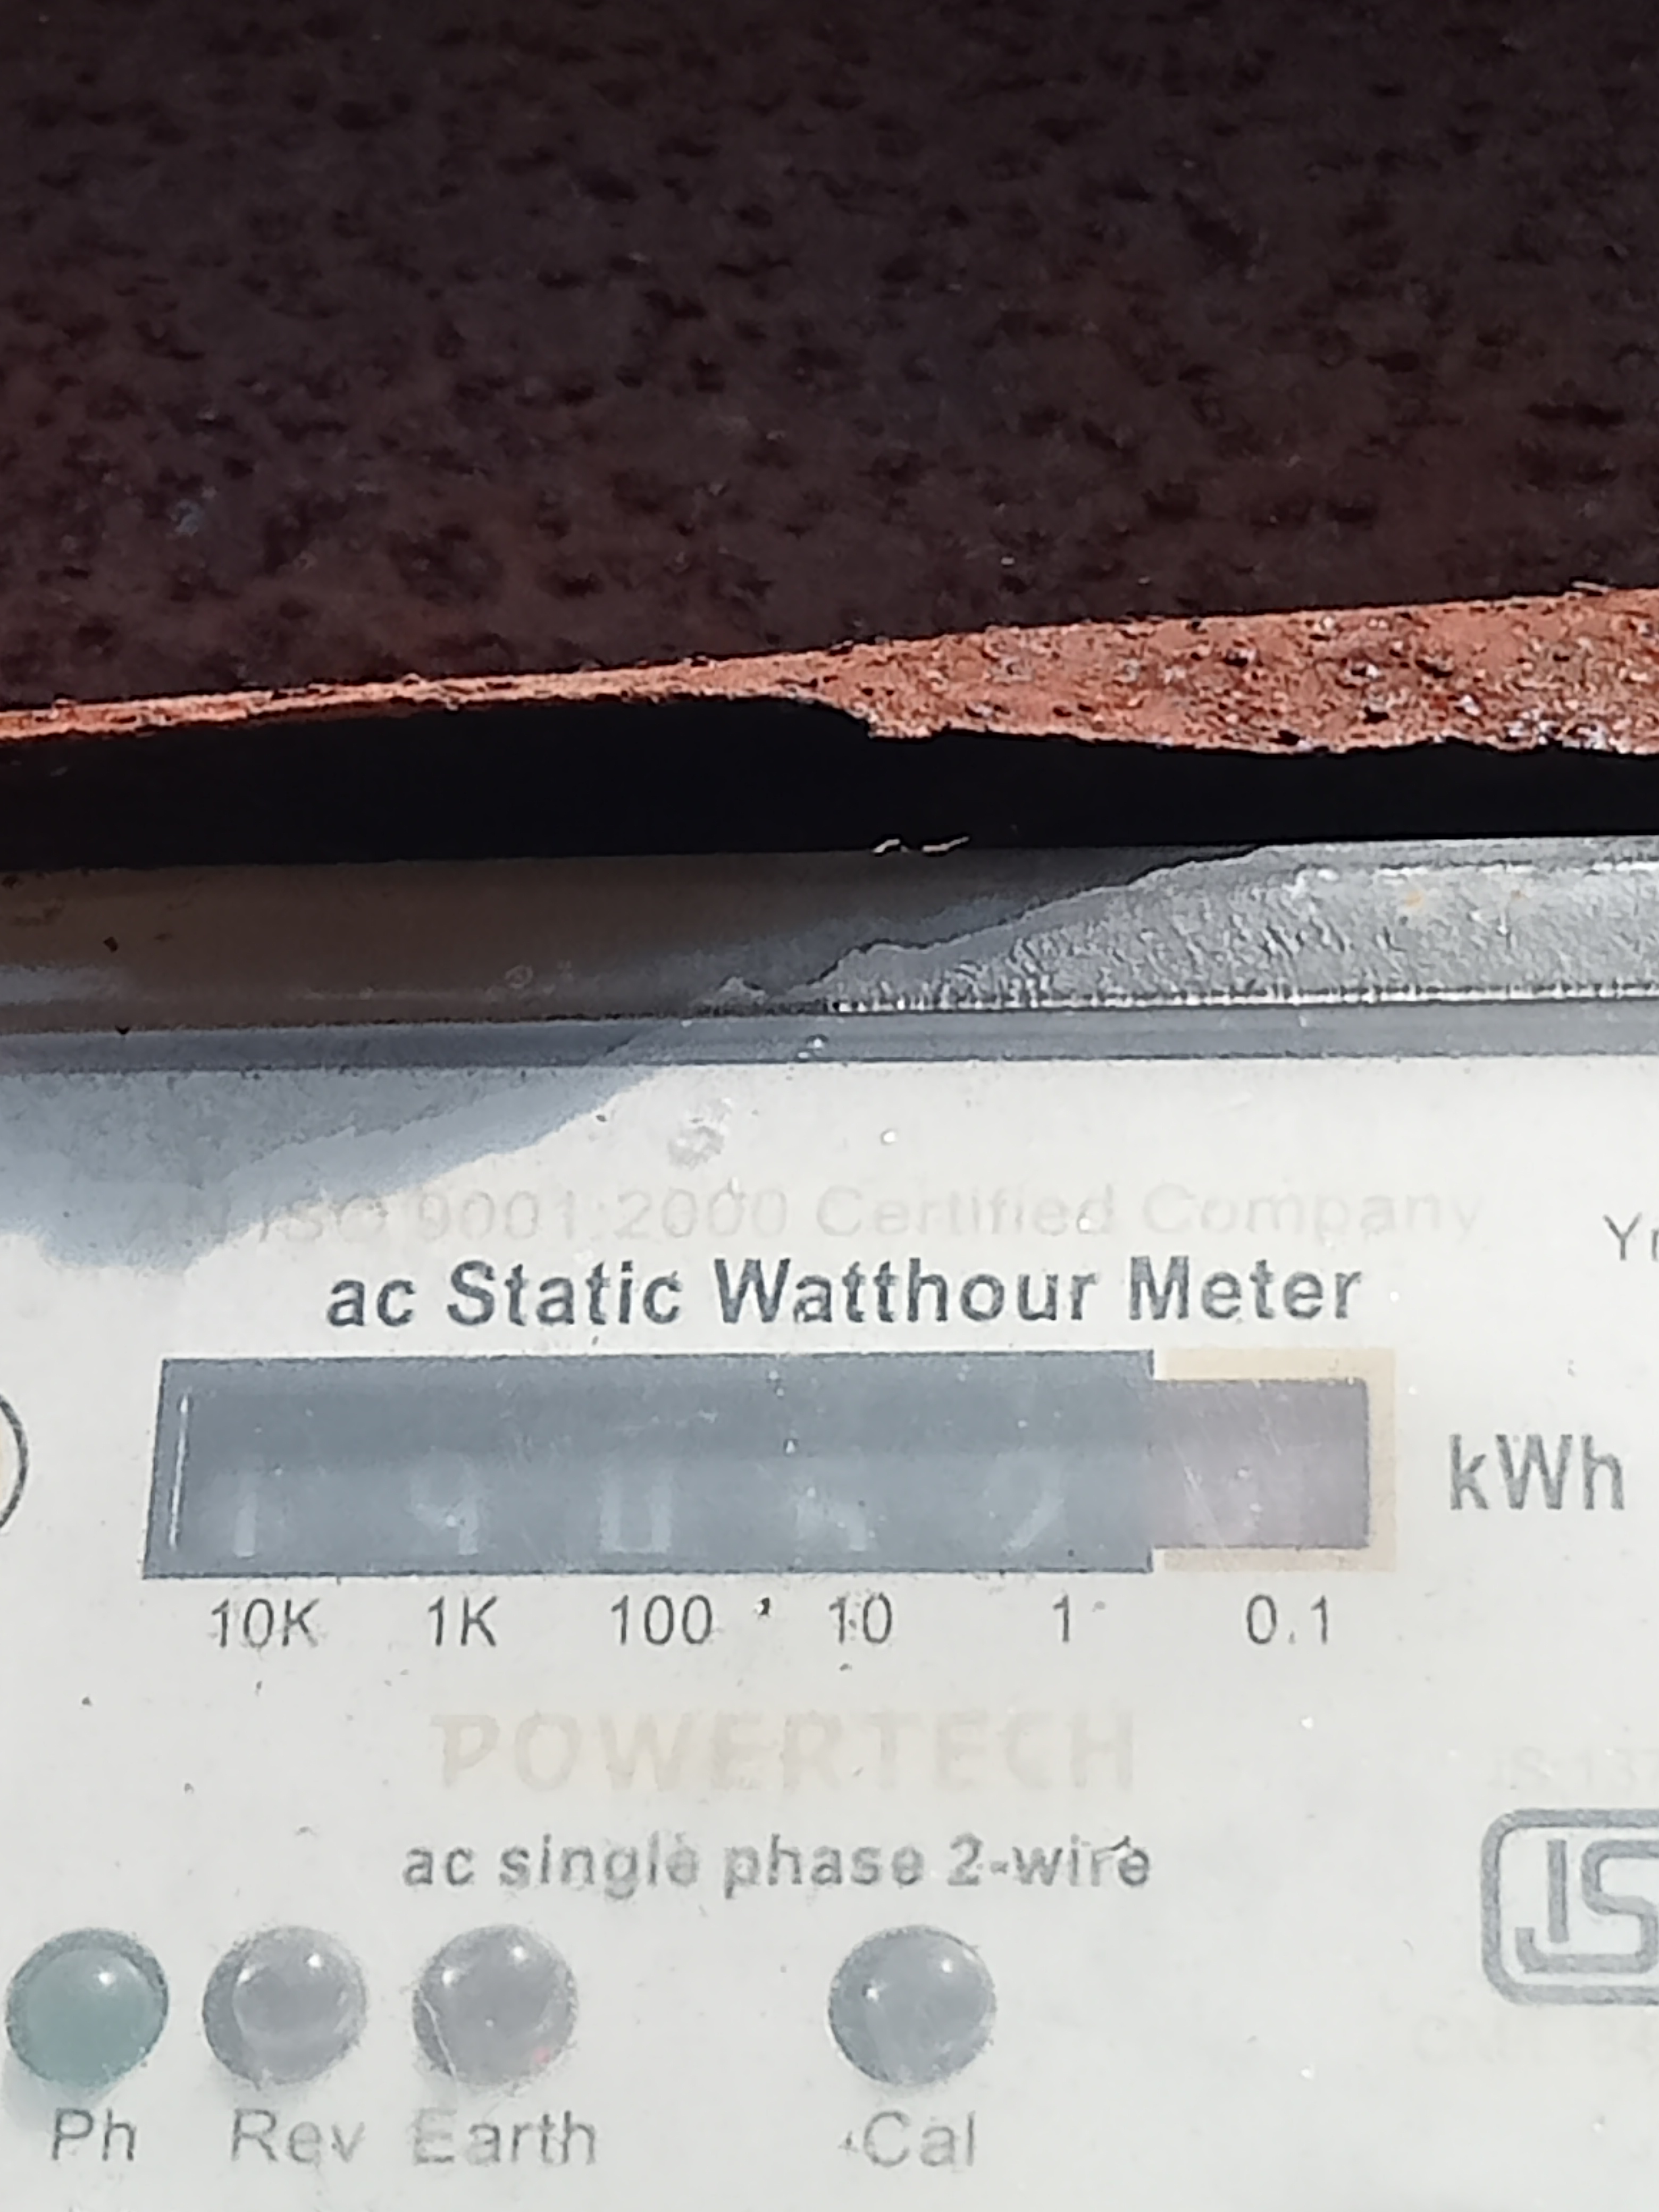 AN ISO 9001:2000 Certified Company
ac Static Watthour Meter
kWh
10K 1K 100 10 1 0.1
POWERTECH
ac single phase 2-wire
Ph Rev Earth Cal